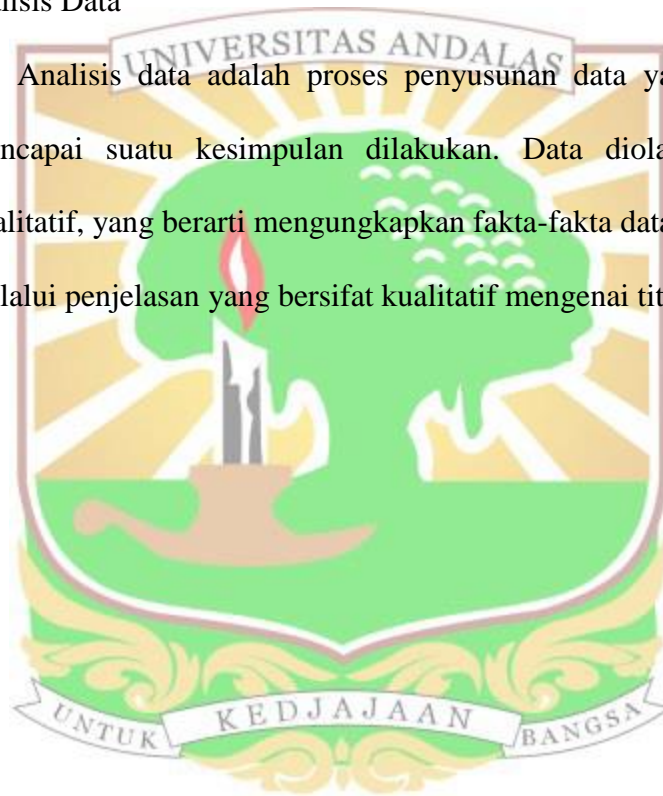 alisis Data
UNIVERSITAS ANDALAS
Analisis data adalah proses penyusunan data ya
ncapai suatu kesimpulan dilakukan. Data diola
alitatif, yang berarti mengungkapkan fakta-fakta data
lalui penjelasan yang bersifat kualitatif mengenai tit
UNTUK KEDJAJAAN BANGSA